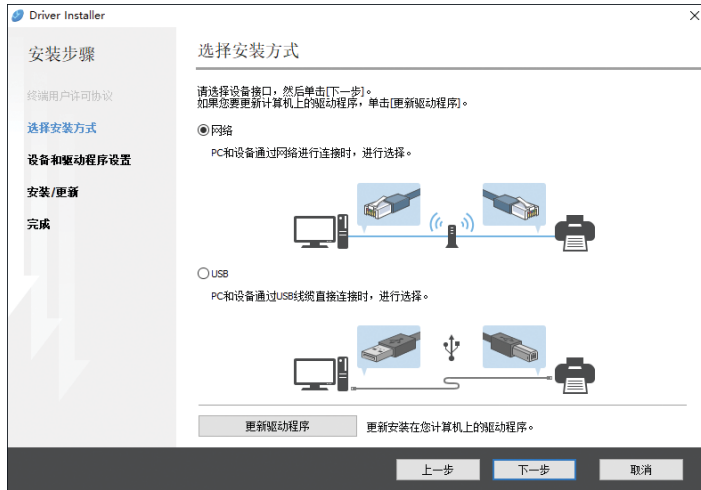 Driver Installer
安装步骤
终端用户许可协议
选择安装方式
设备和驱动程序设置
安装/更新
完成
选择安装方式
请选择设备接口，然后单击[下一步]。
如果您要更新计算机上的驱动程序，单击[更新驱动程序]。
网络
PC和设备通过网络进行连接时，进行选择。
USB
PC和设备通过USB线缆直接连接时，进行选择。
更新驱动程序
更新安装在您计算机上的驱动程序。
上一步
下一步
取消